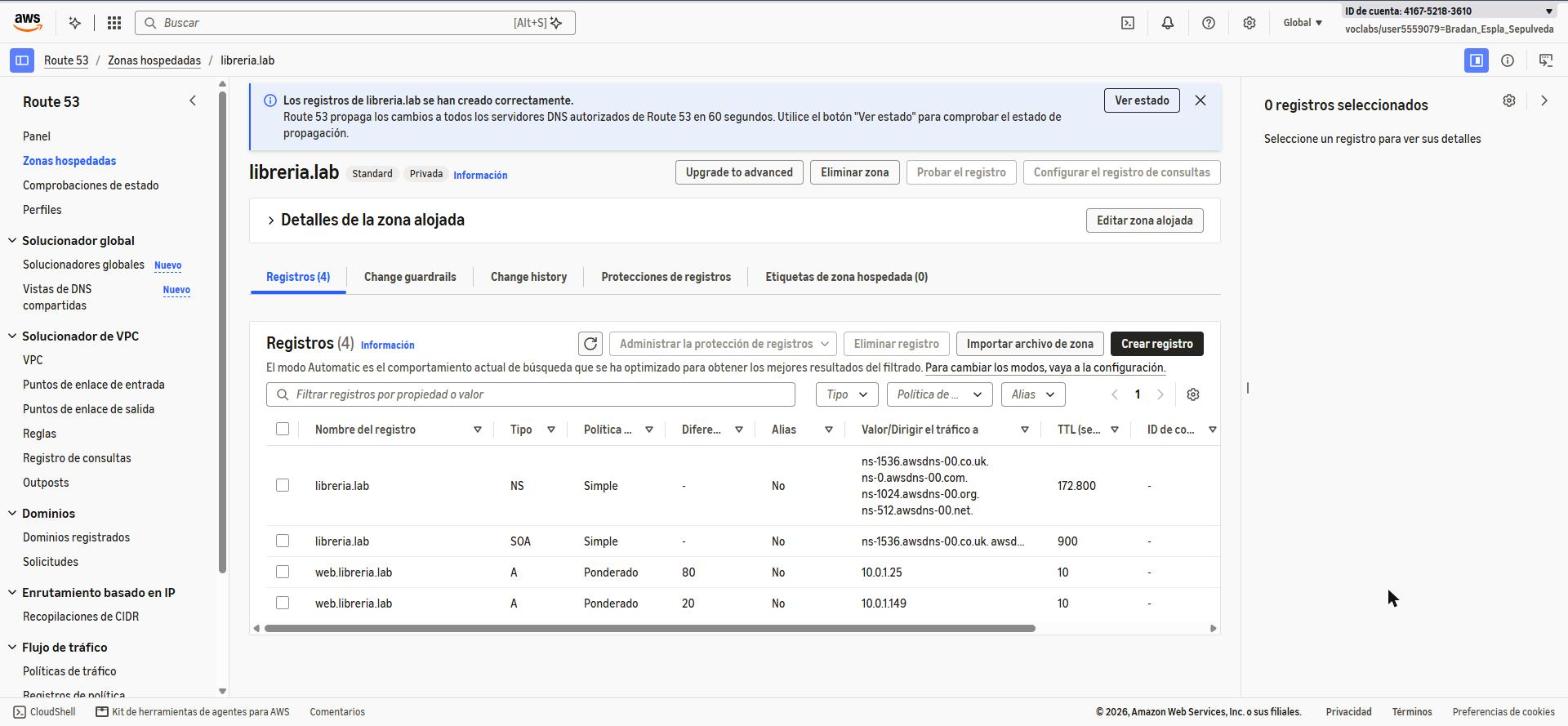 aws
Buscar
[Alt+S]
Global
ID de cuenta: 4167-5218-3610
voclabs/user5559079=Bradan_Espla_Sepulveda
Route 53 / Zonas hospedadas / libreria.lab
Route 53
Panel
Zonas hospedadas
Comprobaciones de estado
Perfiles
Solucionador global
Solucionadores globales Nuevo
Vistas de DNS compartidas Nuevo
Solucionador de VPC
VPC
Puntos de enlace de entrada
Puntos de enlace de salida
Reglas
Registro de consultas
Outposts
Dominios
Dominios registrados
Solicitudes
Enrutamiento basado en IP
Recopilaciones de CIDR
Flujo de tráfico
Políticas de tráfico
Registros de política
Los registros de libreria.lab se han creado correctamente.
Route 53 propaga los cambios a todos los servidores DNS autorizados de Route 53 en 60 segundos. Utilice el botón "Ver estado" para comprobar el estado de
propagación.
Ver estado
libreria.lab Standard Privada Información
Upgrade to advanced
Eliminar zona
Probar el registro
Configurar el registro de consultas
Detalles de la zona alojada
Editar zona alojada
Registros (4)
Change guardrails
Change history
Protecciones de registros
Etiquetas de zona hospedada (0)
Registros (4) Información
Administrar la protección de registros
Eliminar registro
Importar archivo de zona
Crear registro
El modo Automatic es el comportamiento actual de búsqueda que se ha optimizado para obtener los mejores resultados del filtrado. Para cambiar los modos, vaya a la configuración.
Filtrar registros por propiedad o valor
Tipo
Política de ...
Alias
1
Nombre del registro Tipo Política ... Difere... Alias Valor/Dirigir el tráfico a TTL (se... ID de co...
libreria.lab NS Simple - No ns-1536.awsdns-00.co.uk. 172.800 -
ns-0.awsdns-00.com.
ns-1024.awsdns-00.org.
ns-512.awsdns-00.net.
libreria.lab SOA Simple - No ns-1536.awsdns-00.co.uk. awsd... 900 -
web.libreria.lab A Ponderado 80 No 10.0.1.25 10 -
web.libreria.lab A Ponderado 20 No 10.0.1.149 10 -
0 registros seleccionados
Seleccione un registro para ver sus detalles
CloudShell
Kit de herramientas de agentes para AWS
Comentarios
© 2026, Amazon Web Services, Inc. o sus filiales.
Privacidad
Términos
Preferencias de cookies